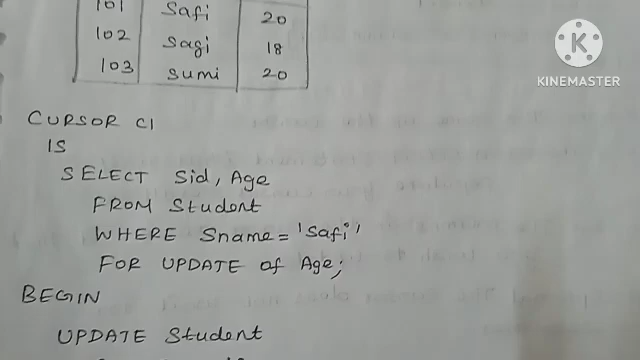 101 Safi 20
102 Sagi 18
103 Sumi 20
KINEMASTER
CURSOR C1
IS
SELECT Sid, Age
FROM Student
WHERE Sname = 'Safi'
FOR UPDATE of Age;
BEGIN
UPDATE Student